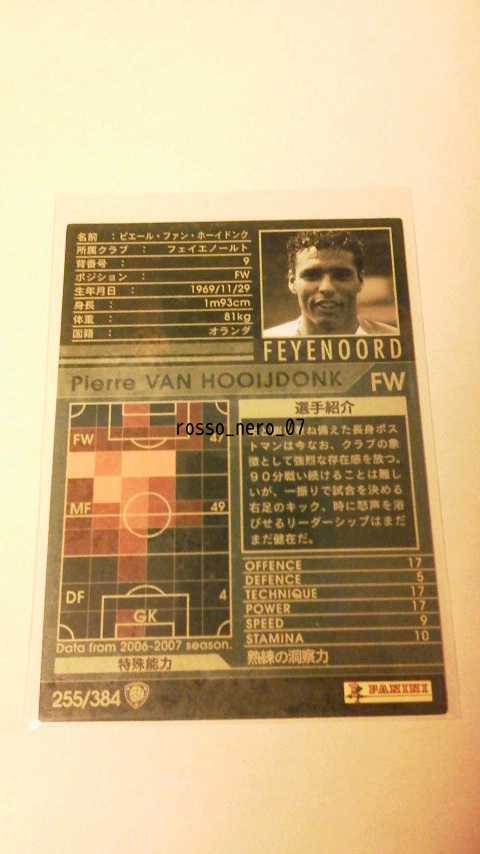 名前 : ピエール・ファン・ホーイドンク
所属クラブ : フェイエノールト
背番号 : 9
ポジション : FW
生年月日 : 1969/11/29
身長 : 1m93cm
体重 : 81kg
国籍 : オランダ
FEYENOORD
Pierre VAN HOOIJDONK FW
選手紹介
rosso_nero_07
ね備えた長身ポス
トマンは今なお、クラブの象
徴として強烈な存在感を放つ。
90分戦い続けることは難し
いが、一振りで試合を決める
右足のキック、時に怒声を浴
びせるリーダーシップはまだ
まだ健在だ。
FW 47
MF 49
DF 4
GK
Data from 2006-2007 season.
OFFENCE 17
DEFENCE 5
TECHNIQUE 17
POWER 17
SPEED 9
STAMINA 10
特殊能力
熟練の洞察力
255/384
PANINI